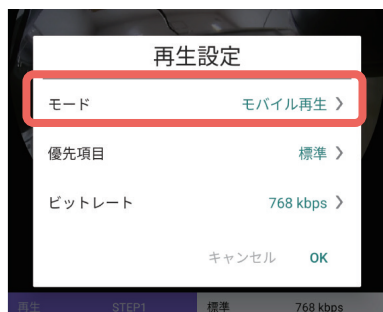 再生設定
モード モバイル再生 >
優先項目 標準 >
ビットレート 768 kbps >
キャンセル OK
再生 STEP1 標準 768 kbps